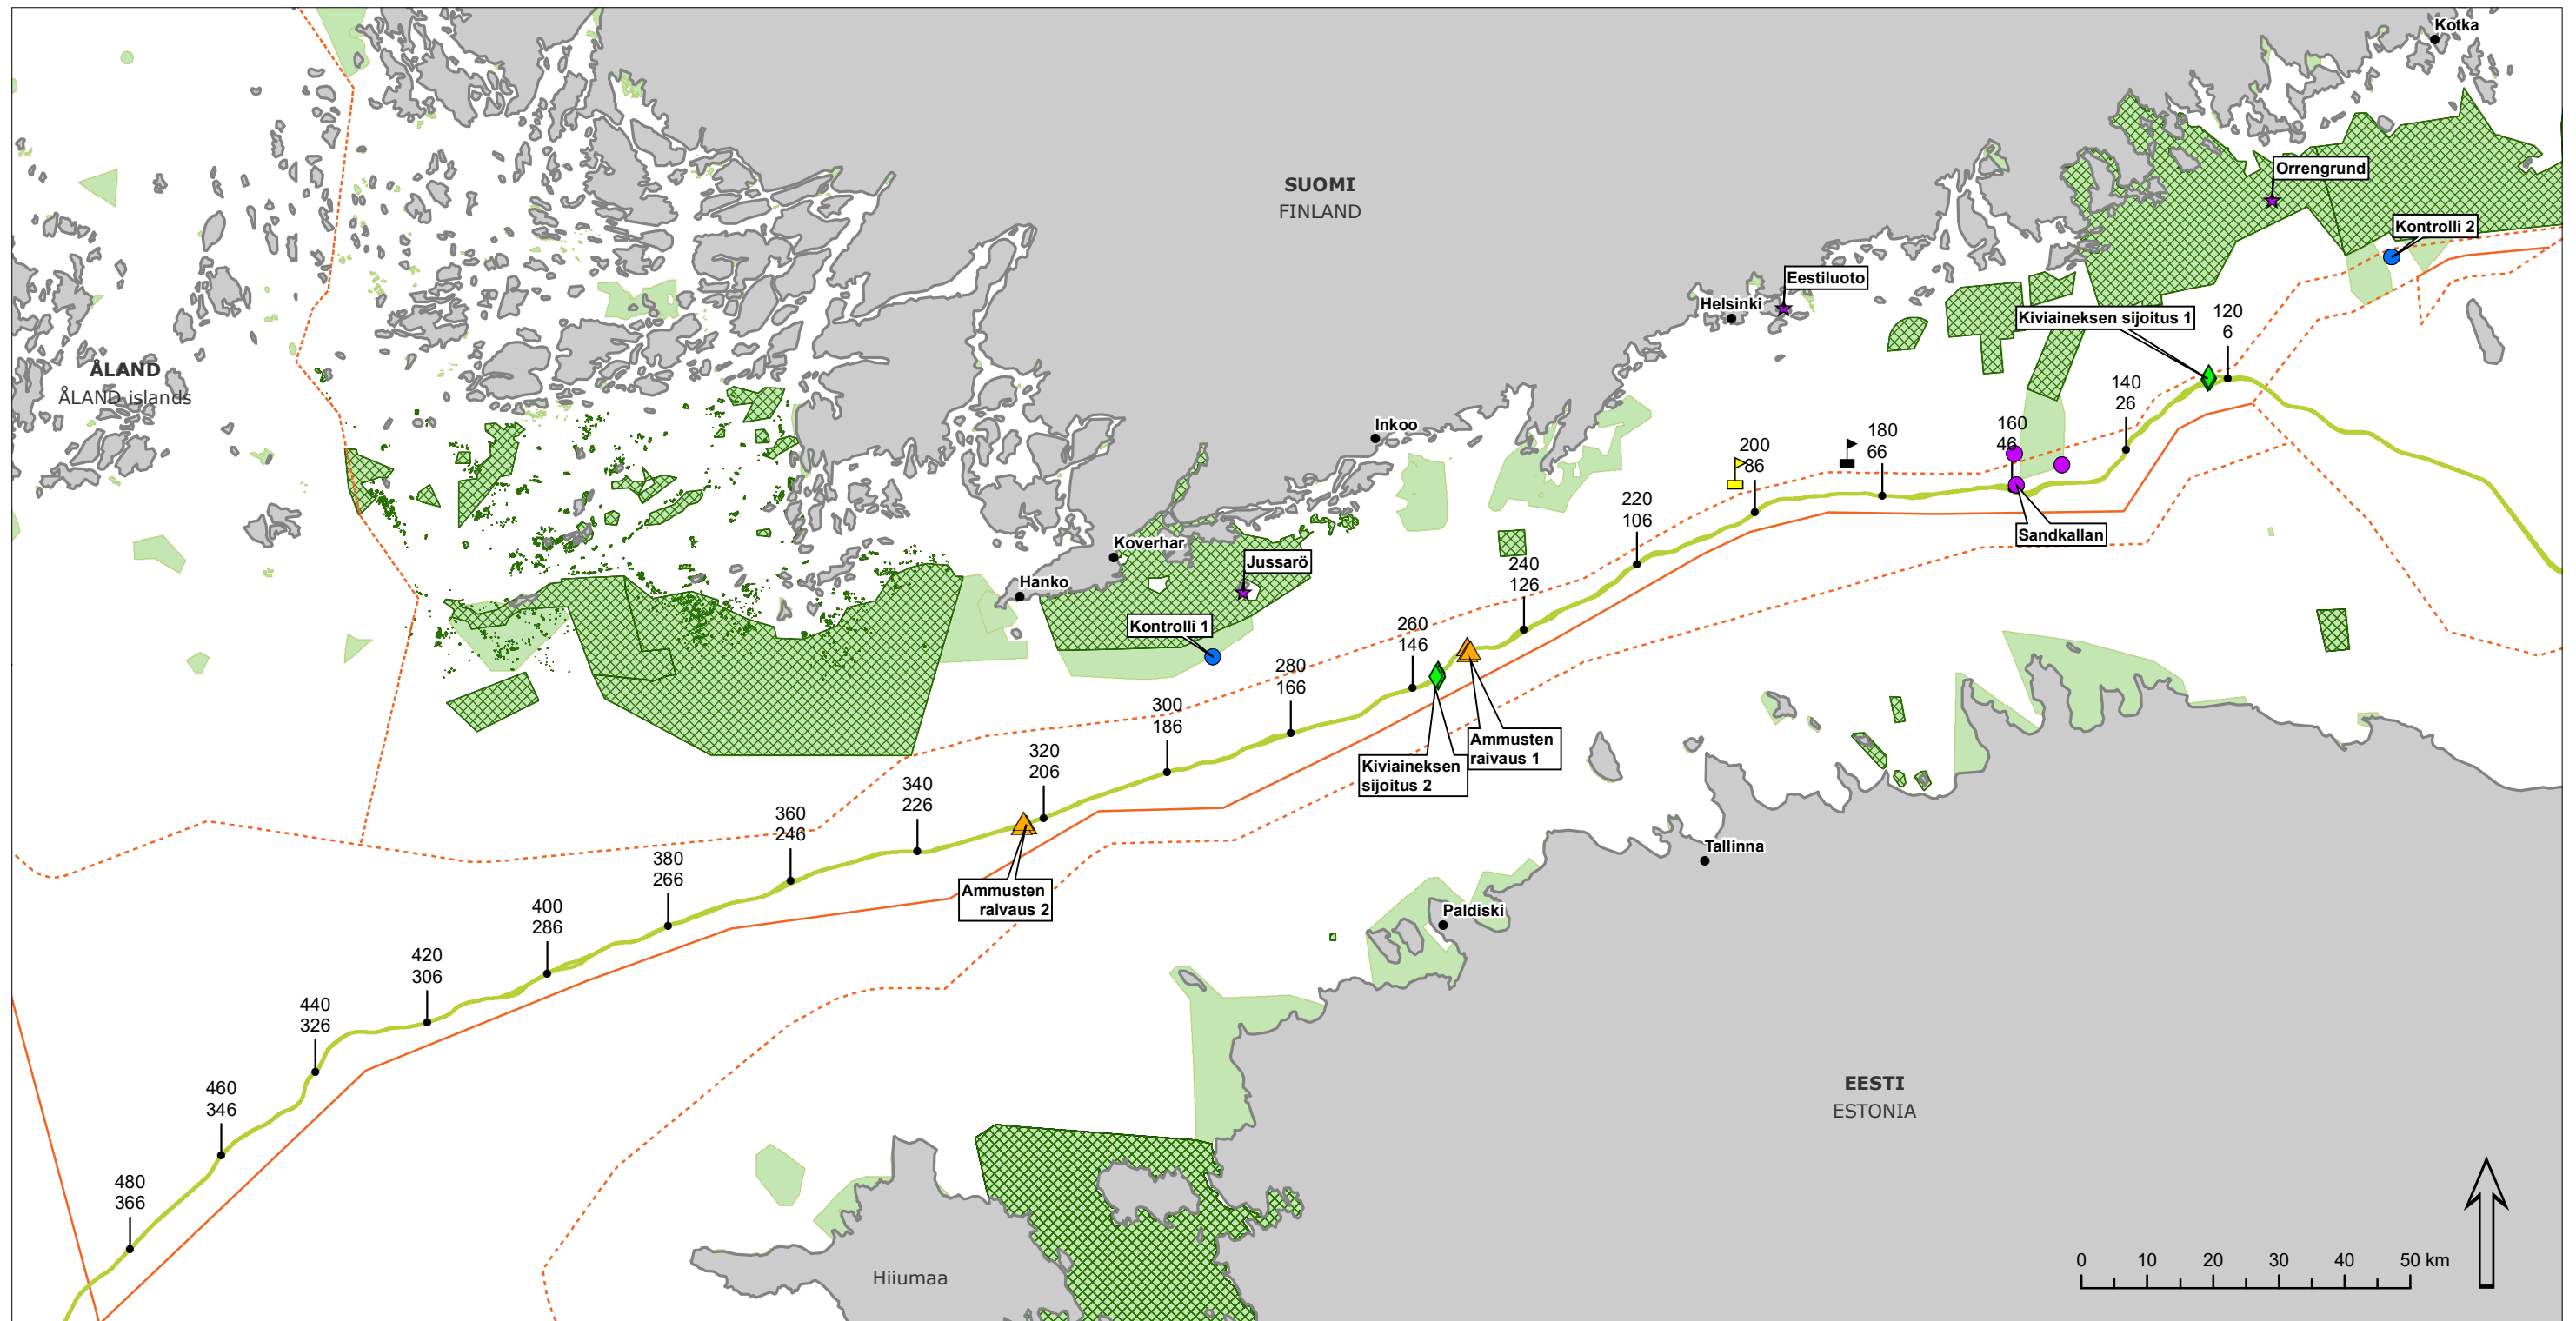 Kotka
Orrengrund
SUOMI
FINLAND
Kontrolli 2
Eestiluoto
Helsinki
Kiviaineksen sijoitus 1
120
6
ÅLAND
ÅLAND islands
140
26
Inkoo
160
46
180
66
200
86
220
106
Sandkallan
Koverhar
Jussarö
Hanko
240
126
Kontrolli 1
260
146
280
166
300
186
Ammusten
raivaus 1
Kiviaineksen
sijoitus 2
320
206
340
226
360
246
Tallinna
380
266
Ammusten
raivaus 2
400
286
Paldiski
420
306
440
326
460
346
EESTI
ESTONIA
480
366
Hiiumaa
0 10 20 30 40 50 km